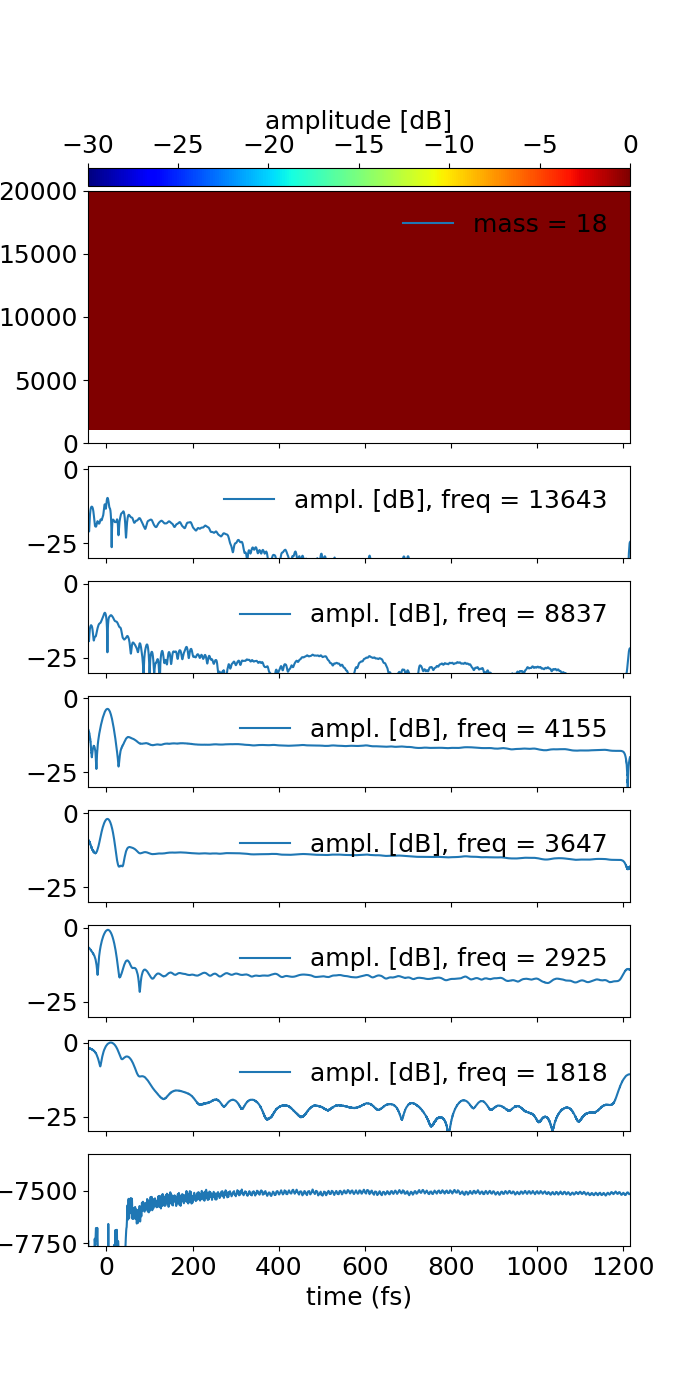 amplitude [dB]
−30 −25 −20 −15 −10 −5 0
20000
mass = 18
15000
10000
5000
0
0
ampl. [dB], freq = 13643
−25
0
ampl. [dB], freq = 8837
−25
0
ampl. [dB], freq = 4155
−25
0
ampl. [dB], freq = 3647
−25
0
ampl. [dB], freq = 2925
−25
0
ampl. [dB], freq = 1818
−25
−7500
−7750
0 200 400 600 800 1000 1200
time (fs)